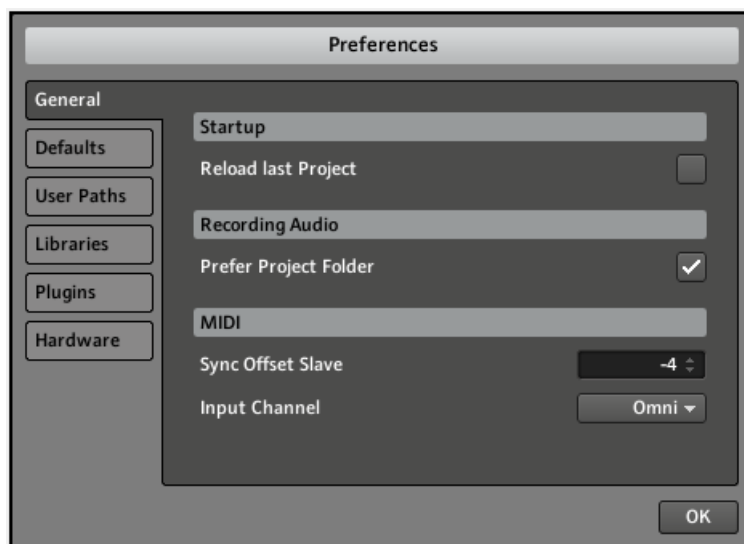 Preferences
General
Defaults
User Paths
Libraries
Plugins
Hardware
Startup
Reload last Project
Recording Audio
Prefer Project Folder
MIDI
Sync Offset Slave -4
Input Channel Omni
OK